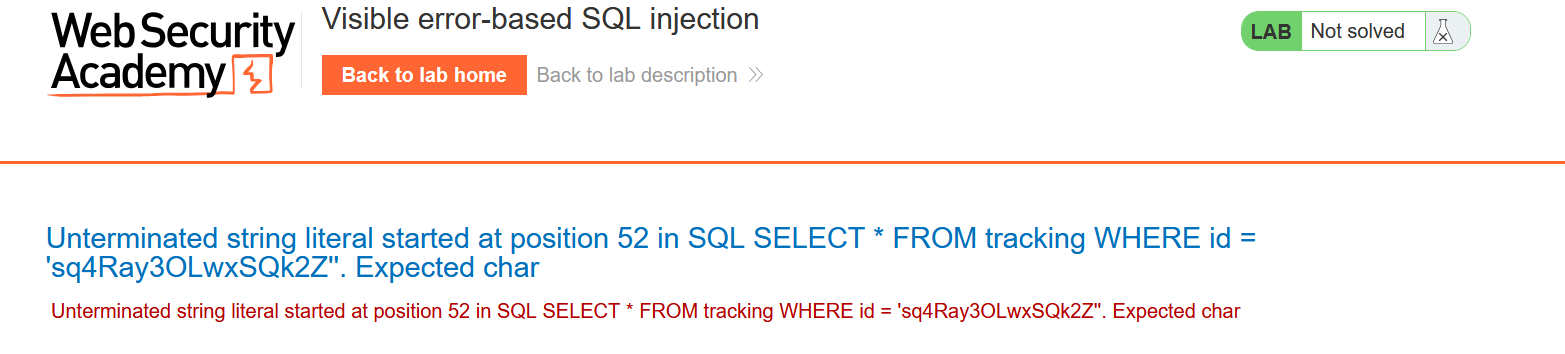 Web Security
Academy
Visible error-based SQL injection
Back to lab home
Back to lab description
LAB
Not solved
Unterminated string literal started at position 52 in SQL SELECT * FROM tracking WHERE id =
'sq4Ray3OLwxSQk2Z''. Expected char
Unterminated string literal started at position 52 in SQL SELECT * FROM tracking WHERE id = 'sq4Ray3OLwxSQk2Z''. Expected char